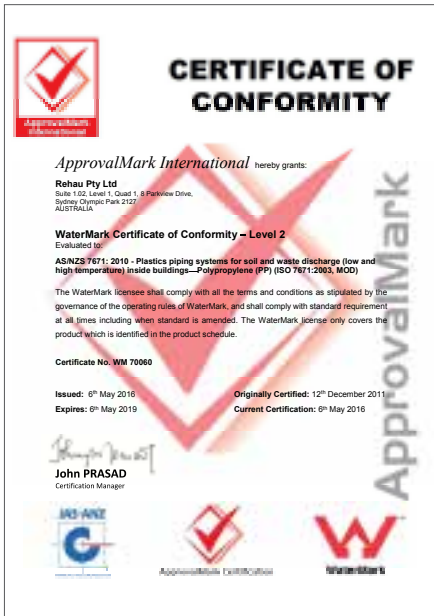 ApprovalMark
International
CERTIFICATE OF
CONFORMITY
ApprovalMark International hereby grants:
Rehau Pty Ltd
Suite 1.02, Level 1, Quad 1, 8 Parkview Drive,
Sydney Olympic Park 2127
AUSTRALIA
WaterMark Certificate of Conformity – Level 2
Evaluated to:
AS/NZS 7671: 2010 - Plastics piping systems for soil and waste discharge (low and
high temperature) inside buildings—Polypropylene (PP) (ISO 7671:2003, MOD)
The WaterMark licensee shall comply with all the terms and conditions as stipulated by the
governance of the operating rules of WaterMark, and shall comply with standard requirement
at all times including when standard is amended. The WaterMark license only covers the
product which is identified in the product schedule.
Certificate No. WM 70060
Issued: 6th May 2016 Originally Certified: 12th December 2011
Expires: 6th May 2019 Current Certification: 6th May 2016
John PRASAD
Certification Manager
ApprovalMark
JAS-ANZ
ApprovalMark Certification
WaterMark